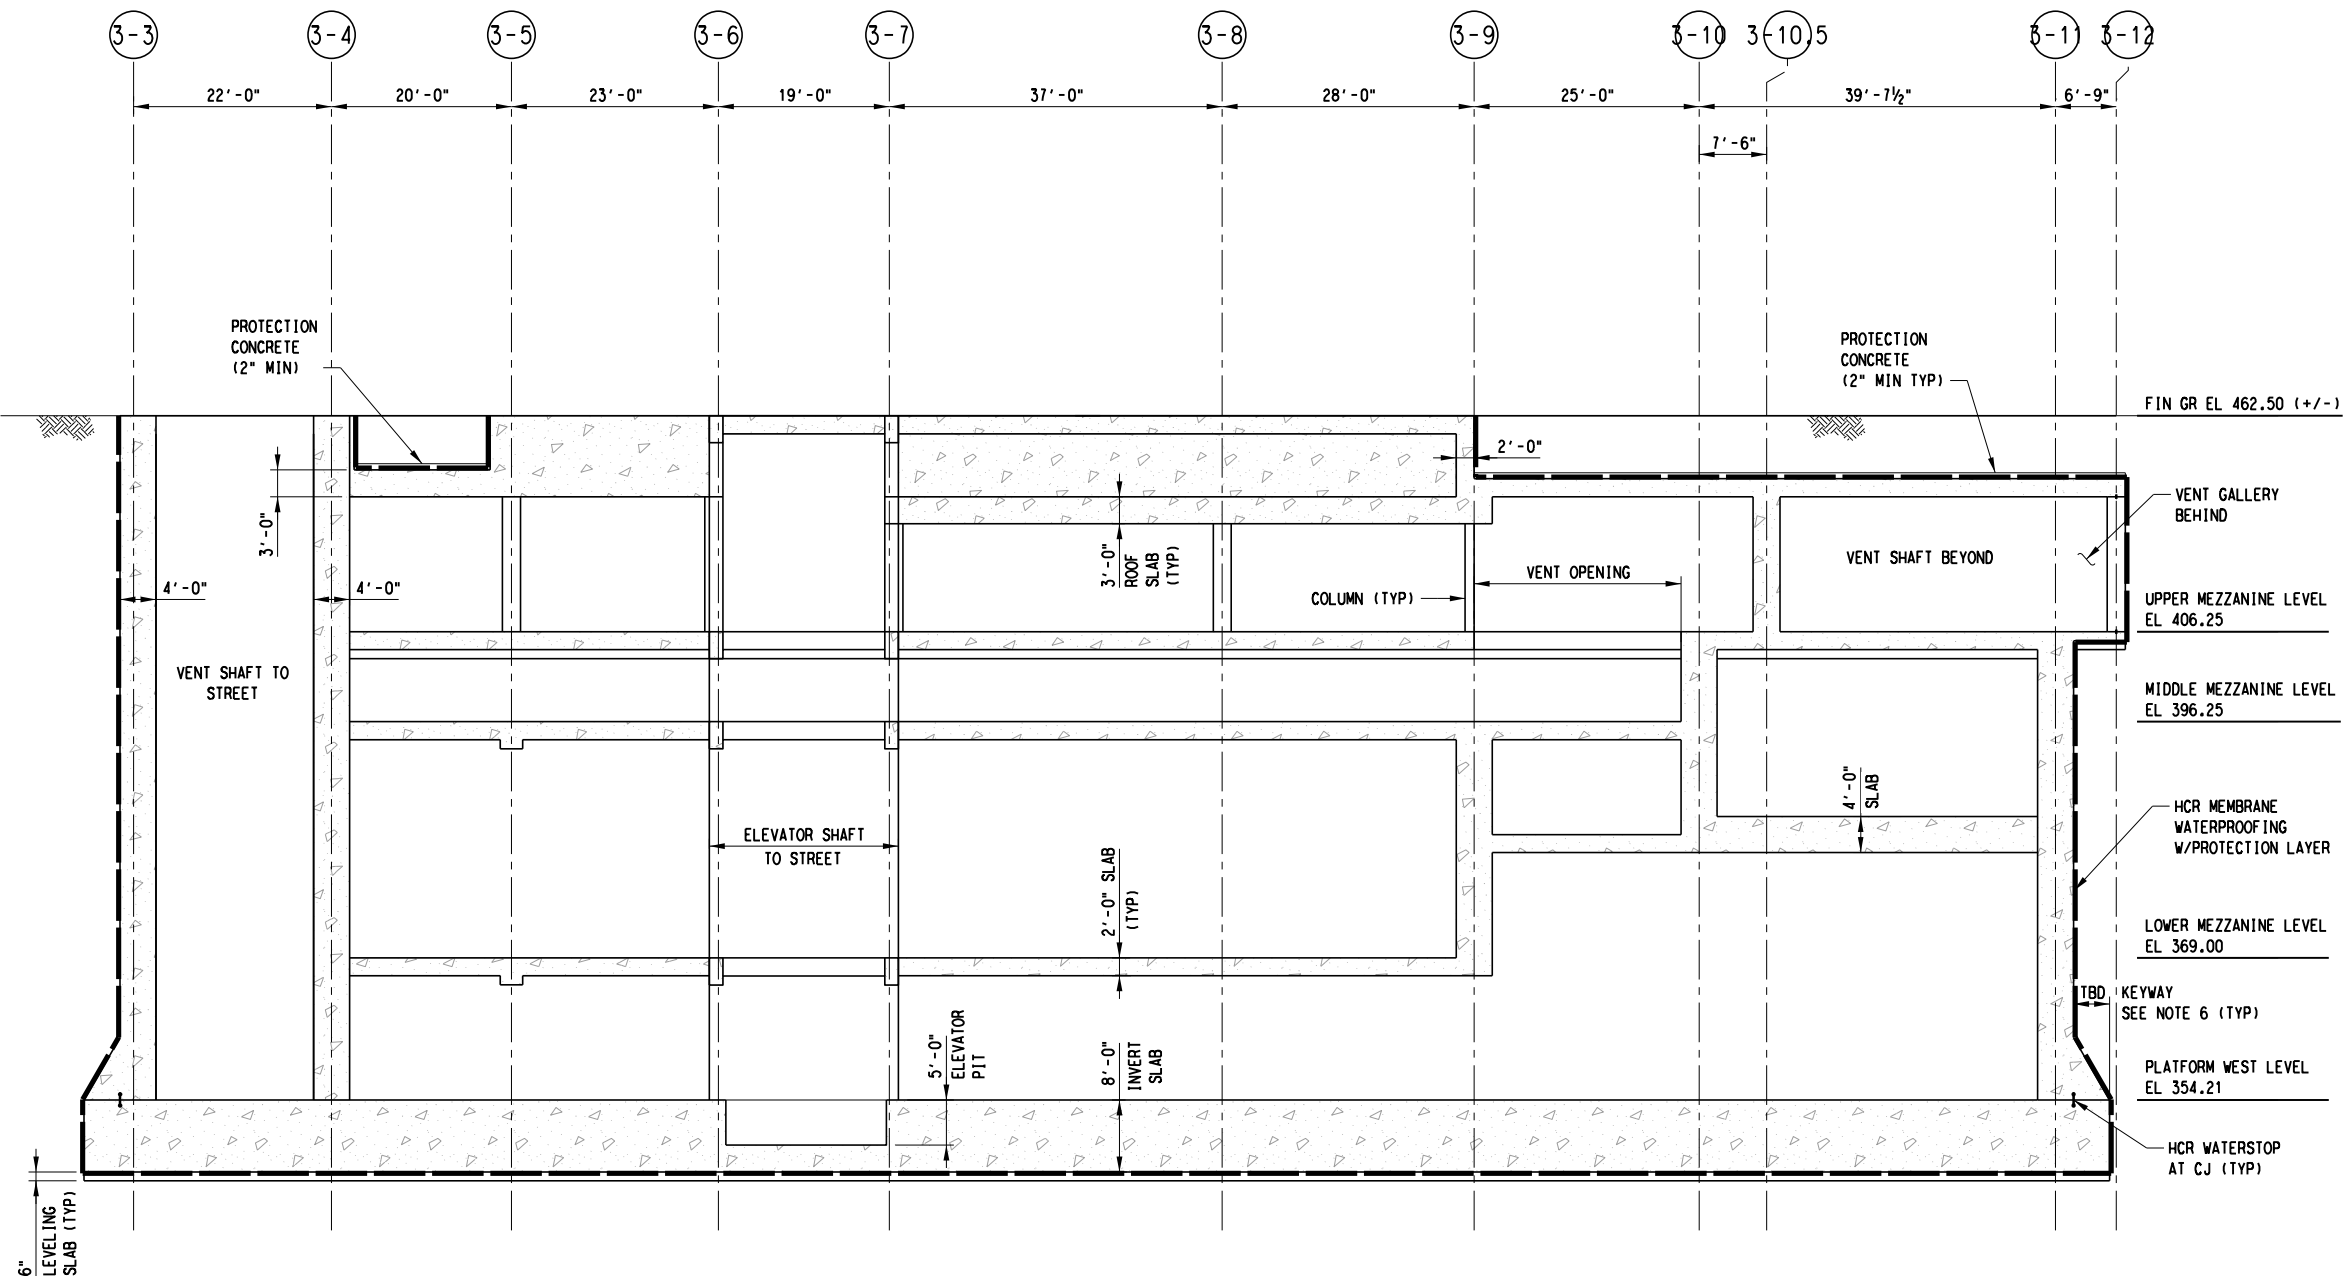 3-3
3-4
3-5
3-6
3-7
3-8
3-9
3-10
3-10.5
3-11
3-12
22'-0"
20'-0"
23'-0"
19'-0"
37'-0"
28'-0"
25'-0"
39'-7½"
6'-9"
7'-6"
PROTECTION
CONCRETE
(2" MIN)
PROTECTION
CONCRETE
(2" MIN TYP)
FIN GR EL 462.50 (+/-)
2'-0"
3'-0"
3'-0"
ROOF
SLAB
(TYP)
VENT GALLERY
BEHIND
VENT SHAFT BEYOND
VENT OPENING
COLUMN (TYP)
4'-0"
4'-0"
UPPER MEZZANINE LEVEL
EL 406.25
VENT SHAFT TO
STREET
MIDDLE MEZZANINE LEVEL
EL 396.25
4'-0"
SLAB
HCR MEMBRANE
WATERPROOFING
W/PROTECTION LAYER
ELEVATOR SHAFT
TO STREET
2'-0" SLAB
(TYP)
LOWER MEZZANINE LEVEL
EL 369.00
TBD
KEYWAY
SEE NOTE 6 (TYP)
5'-0"
ELEVATOR
PIT
8'-0"
INVERT
SLAB
PLATFORM WEST LEVEL
EL 354.21
HCR WATERSTOP
AT CJ (TYP)
6"
LEVELING
SLAB (TYP)